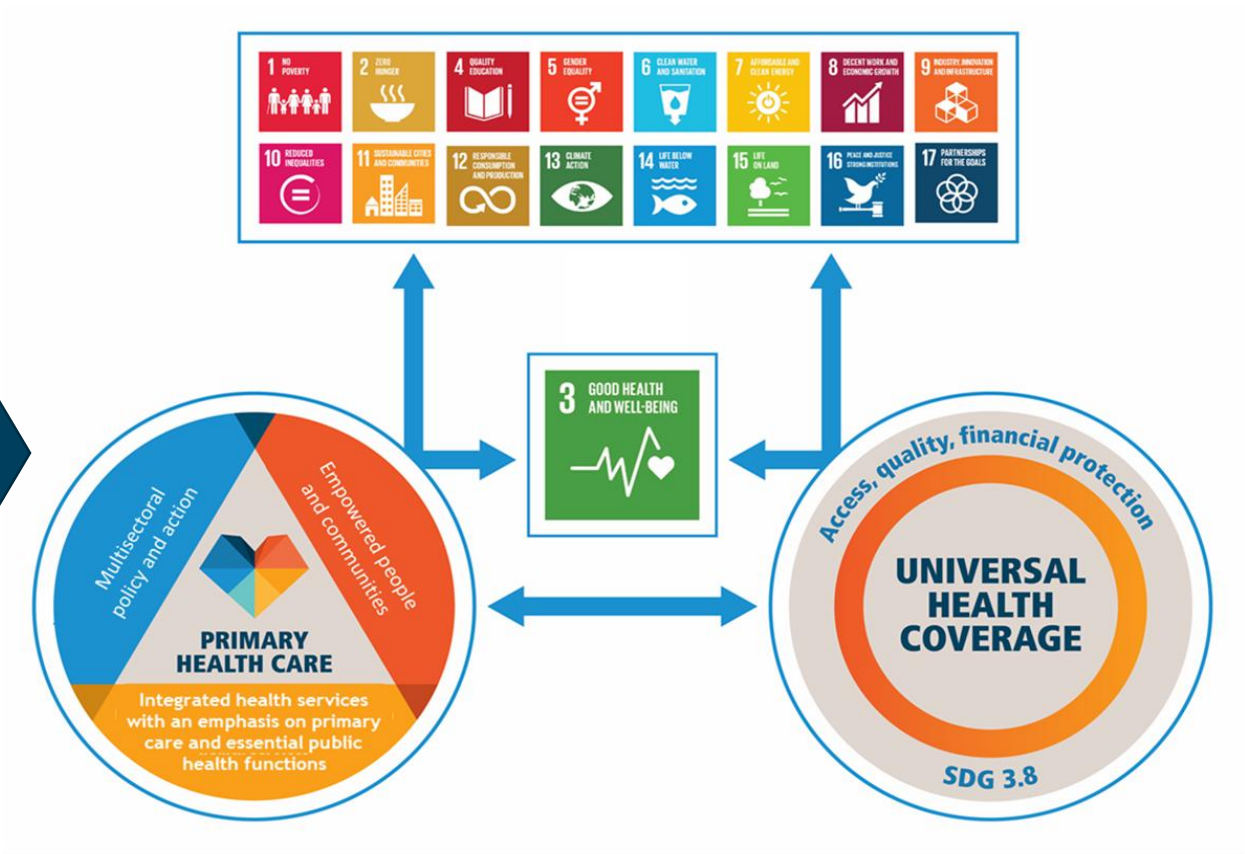 1 NO
POVERTY
2 ZERO
HUNGER
4 QUALITY
EDUCATION
5 GENDER
EQUALITY
6 CLEAN WATER
AND SANITATION
7 AFFORDABLE AND
CLEAN ENERGY
8 DECENT WORK AND
ECONOMIC GROWTH
9 INDUSTRY, INNOVATION
AND INFRASTRUCTURE
10 REDUCED
INEQUALITIES
11 SUSTAINABLE CITIES
AND COMMUNITIES
12 RESPONSIBLE
CONSUMPTION
AND PRODUCTION
13 CLIMATE
ACTION
14 LIFE BELOW
WATER
15 LIFE
ON LAND
16 PEACE AND JUSTICE
STRONG INSTITUTIONS
17 PARTNERSHIPS
FOR THE GOALS
3 GOOD HEALTH
AND WELL-BEING
Multisectoral
policy and action
Empowered people
and communities
PRIMARY
HEALTH CARE
Integrated health services
with an emphasis on primary
care and essential public
health functions
Access, quality, financial protection
UNIVERSAL
HEALTH
COVERAGE
SDG 3.8